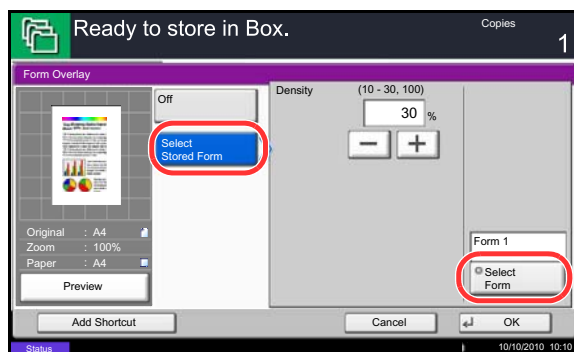 Ready to store in Box.
Copies
1
Form Overlay
Off
Select
Stored Form
Density
(10 - 30, 100)
30 %
Original : A4
Zoom : 100%
Paper : A4
Preview
Form 1
Select
Form
Add Shortcut
Cancel
OK
Status
10/10/2010 10:10